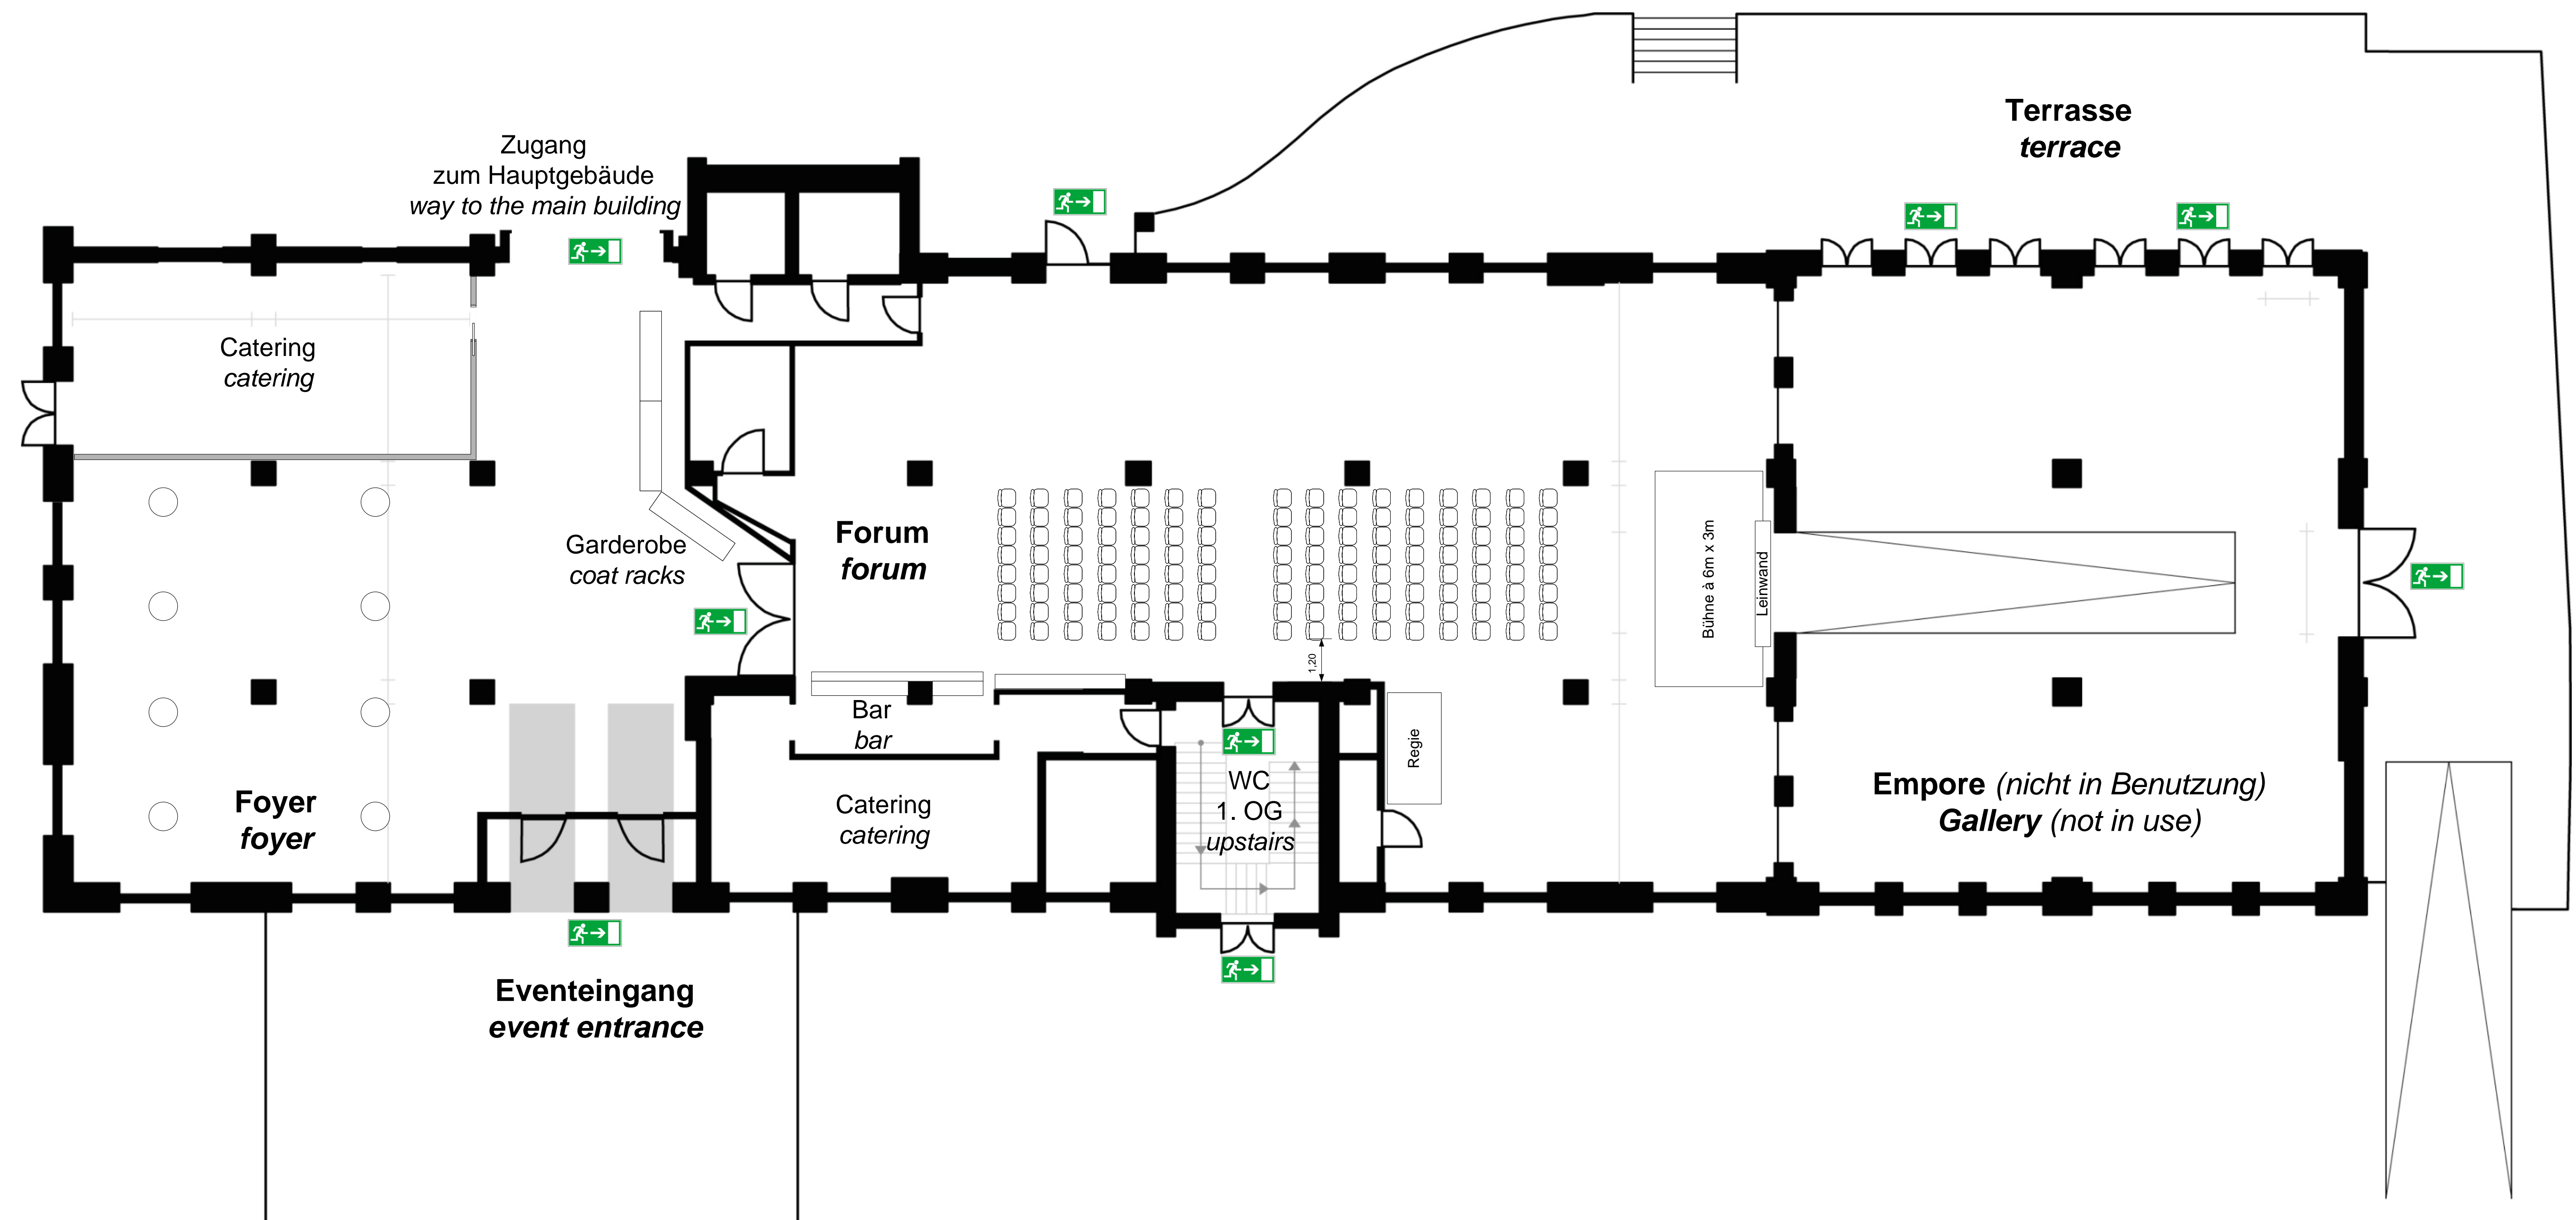 Terrasse
terrace
Zugang
zum Hauptgebäude
way to the main building
Catering
catering
Garderobe
coat racks
Forum
forum
Bühne à 6m x 3m
Leinwand
1,20
Bar
bar
Regie
WC
1. OG
upstairs
Catering
catering
Foyer
foyer
Empore (nicht in Benutzung)
Gallery (not in use)
Eventeingang
event entrance